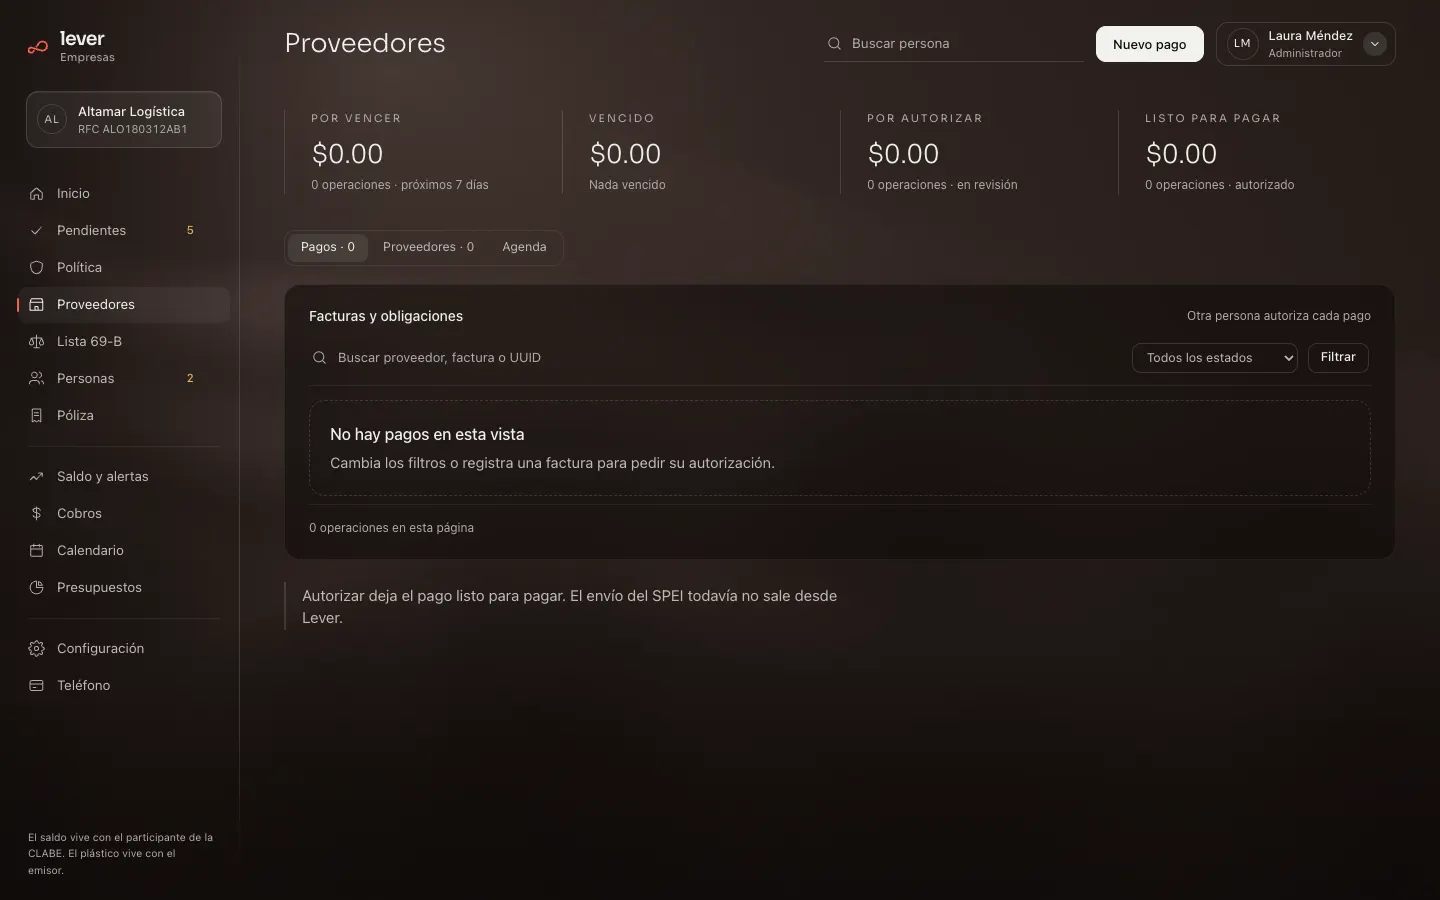 lever
Empresas
AL
Altamar Logística
RFC ALO180312AB1
Inicio
Pendientes 5
Política
Proveedores
Lista 69-B
Personas 2
Póliza
Saldo y alertas
Cobros
Calendario
Presupuestos
Configuración
Teléfono
El saldo vive con el participante de la
CLABE. El plástico vive con el
emisor.
Proveedores
Buscar persona
Nuevo pago
LM
Laura Méndez
Administrador
POR VENCER
$0.00
0 operaciones · próximos 7 días
VENCIDO
$0.00
Nada vencido
POR AUTORIZAR
$0.00
0 operaciones · en revisión
LISTO PARA PAGAR
$0.00
0 operaciones · autorizado
Pagos · 0
Proveedores · 0
Agenda
Facturas y obligaciones
Otra persona autoriza cada pago
Buscar proveedor, factura o UUID
Todos los estados
Filtrar
No hay pagos en esta vista
Cambia los filtros o registra una factura para pedir su autorización.
0 operaciones en esta página
Autorizar deja el pago listo para pagar. El envío del SPEI todavía no sale desde
Lever.